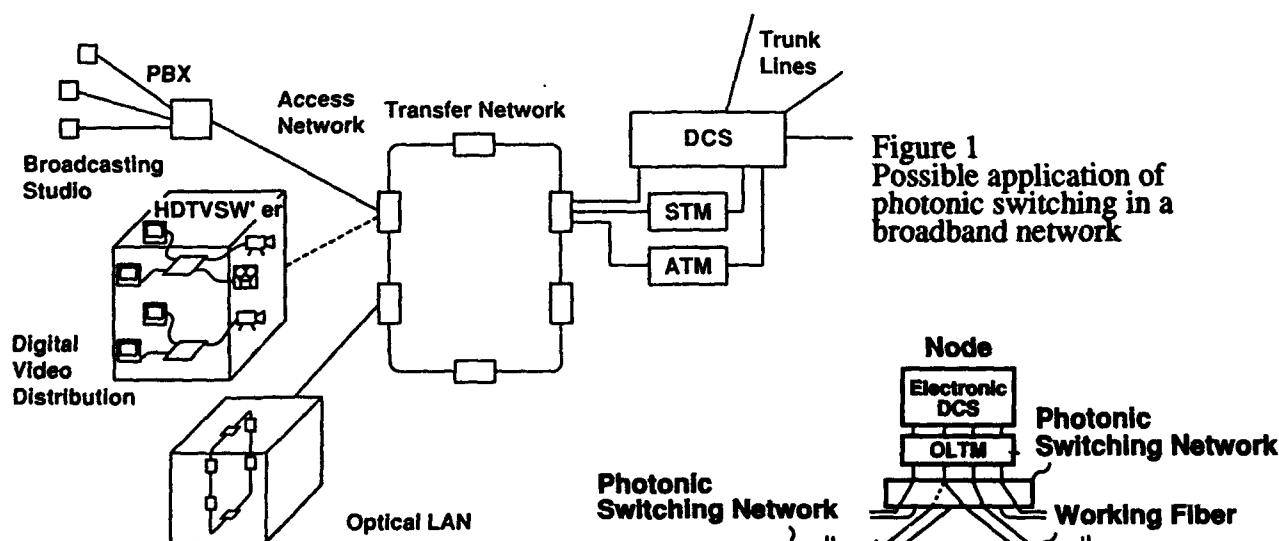 Trunk
Lines
PBX
Access
Network
Transfer Network
DCS
Broadcasting
Studio
HDTVSW' er
STM
ATM
Figure 1
Possible application of
photonic switching in a
broadband network
Digital
Video
Distribution
Optical LAN
Node
Electronic
DCS
OLTM
Photonic
Switching Network
Photonic
Switching Network
Working Fiber